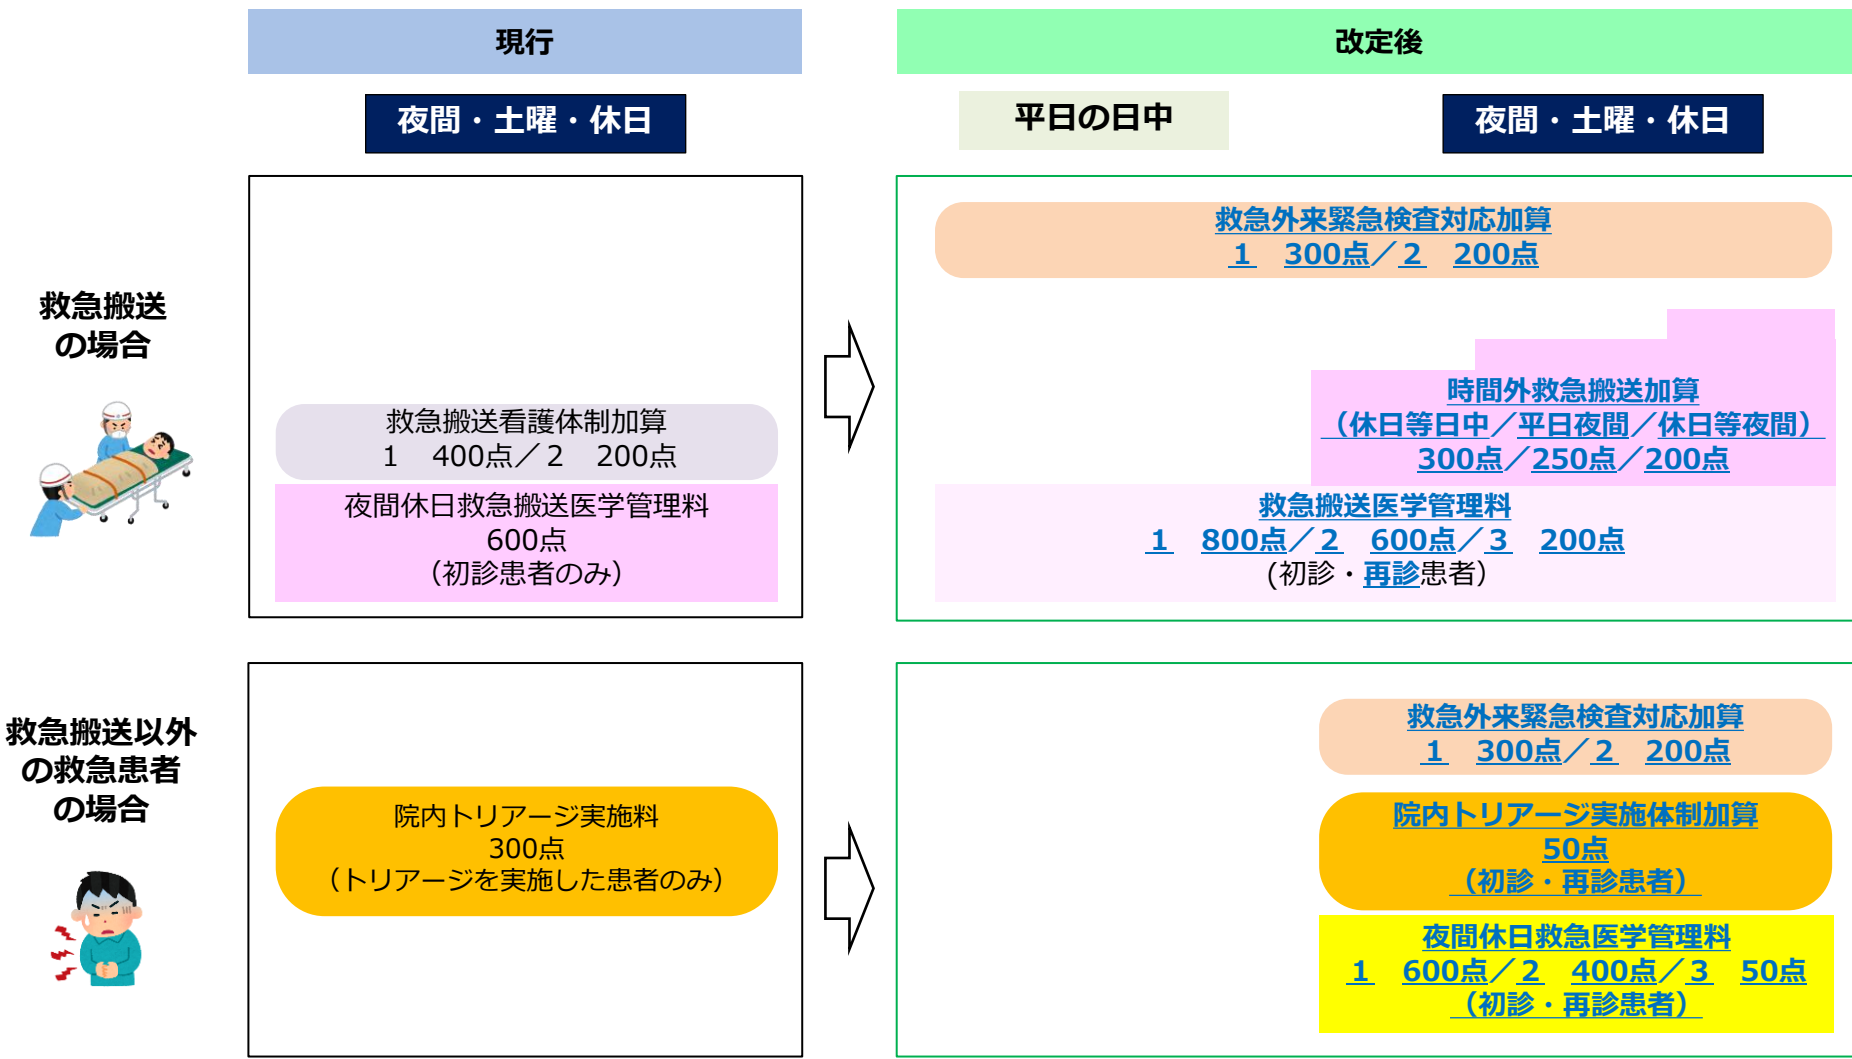 現行
改定後
夜間・土曜・休日
平日の日中
夜間・土曜・休日
救急搬送
の場合
救急搬送看護体制加算
1 400点／2 200点
夜間休日救急搬送医学管理料
600点
（初診患者のみ）
救急外来緊急検査対応加算
1 300点／2 200点
時間外救急搬送加算
（休日等日中／平日夜間／休日等夜間）
300点／250点／200点
救急搬送医学管理料
1 800点／2 600点／3 200点
(初診・再診患者）
救急搬送以外
の救急患者
の場合
院内トリアージ実施料
300点
（トリアージを実施した患者のみ）
救急外来緊急検査対応加算
1 300点／2 200点
院内トリアージ実施体制加算
50点
（初診・再診患者）
夜間休日救急医学管理料
1 600点／2 400点／3 50点
（初診・再診患者）